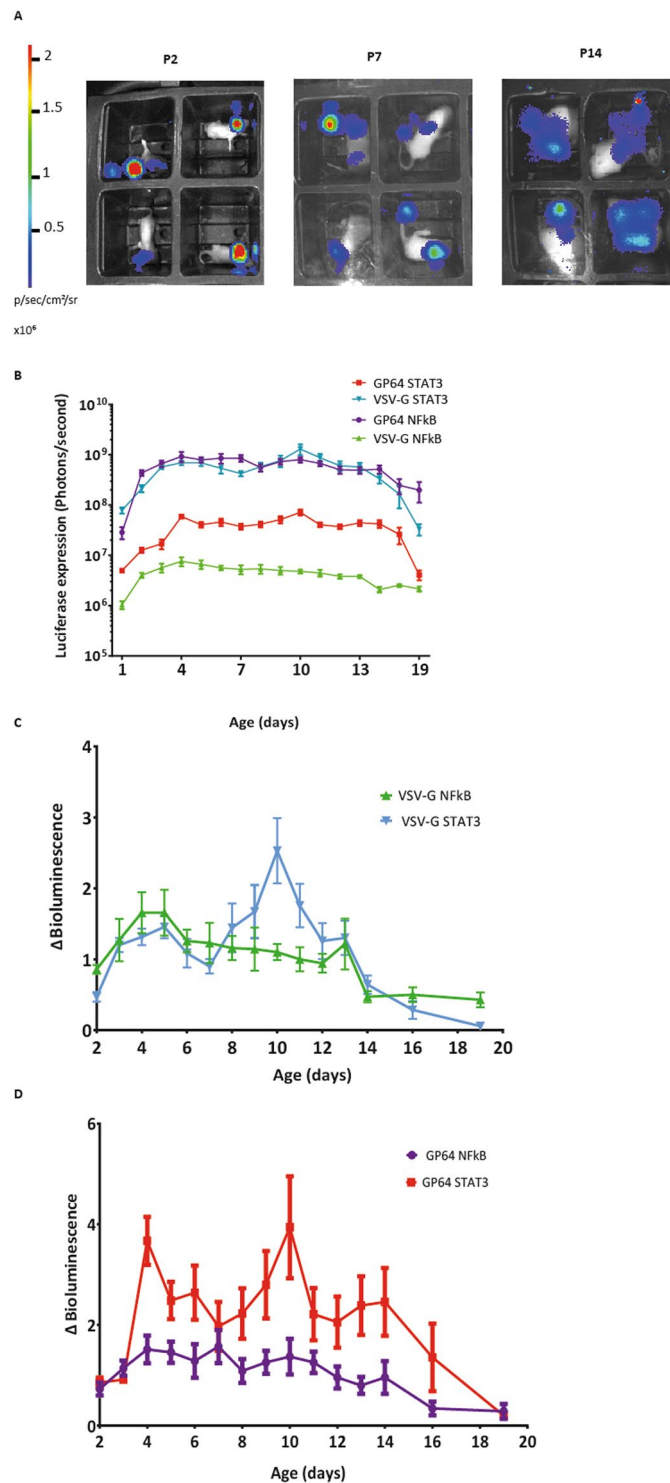 A
P2
P7
P14
2
1.5
1
0.5
p/sec/cm²/sr
x10⁶
B
GP64 STAT3
VSV-G STAT3
GP64 NFkB
VSV-G NFkB
Luciferase expression (Photons/second)
10¹⁰
10⁹
10⁸
10⁷
10⁶
10⁵
1 4 7 10 13 19
Age (days)
C
ΔBioluminescence
4
3
2
1
0
VSV-G NFkB
VSV-G STAT3
2 4 6 8 10 12 14 16 18 20
Age (days)
D
Δ Bioluminescence
6
4
2
0
GP64 NFkB
GP64 STAT3
2 4 6 8 10 12 14 16 18 20
Age (days)